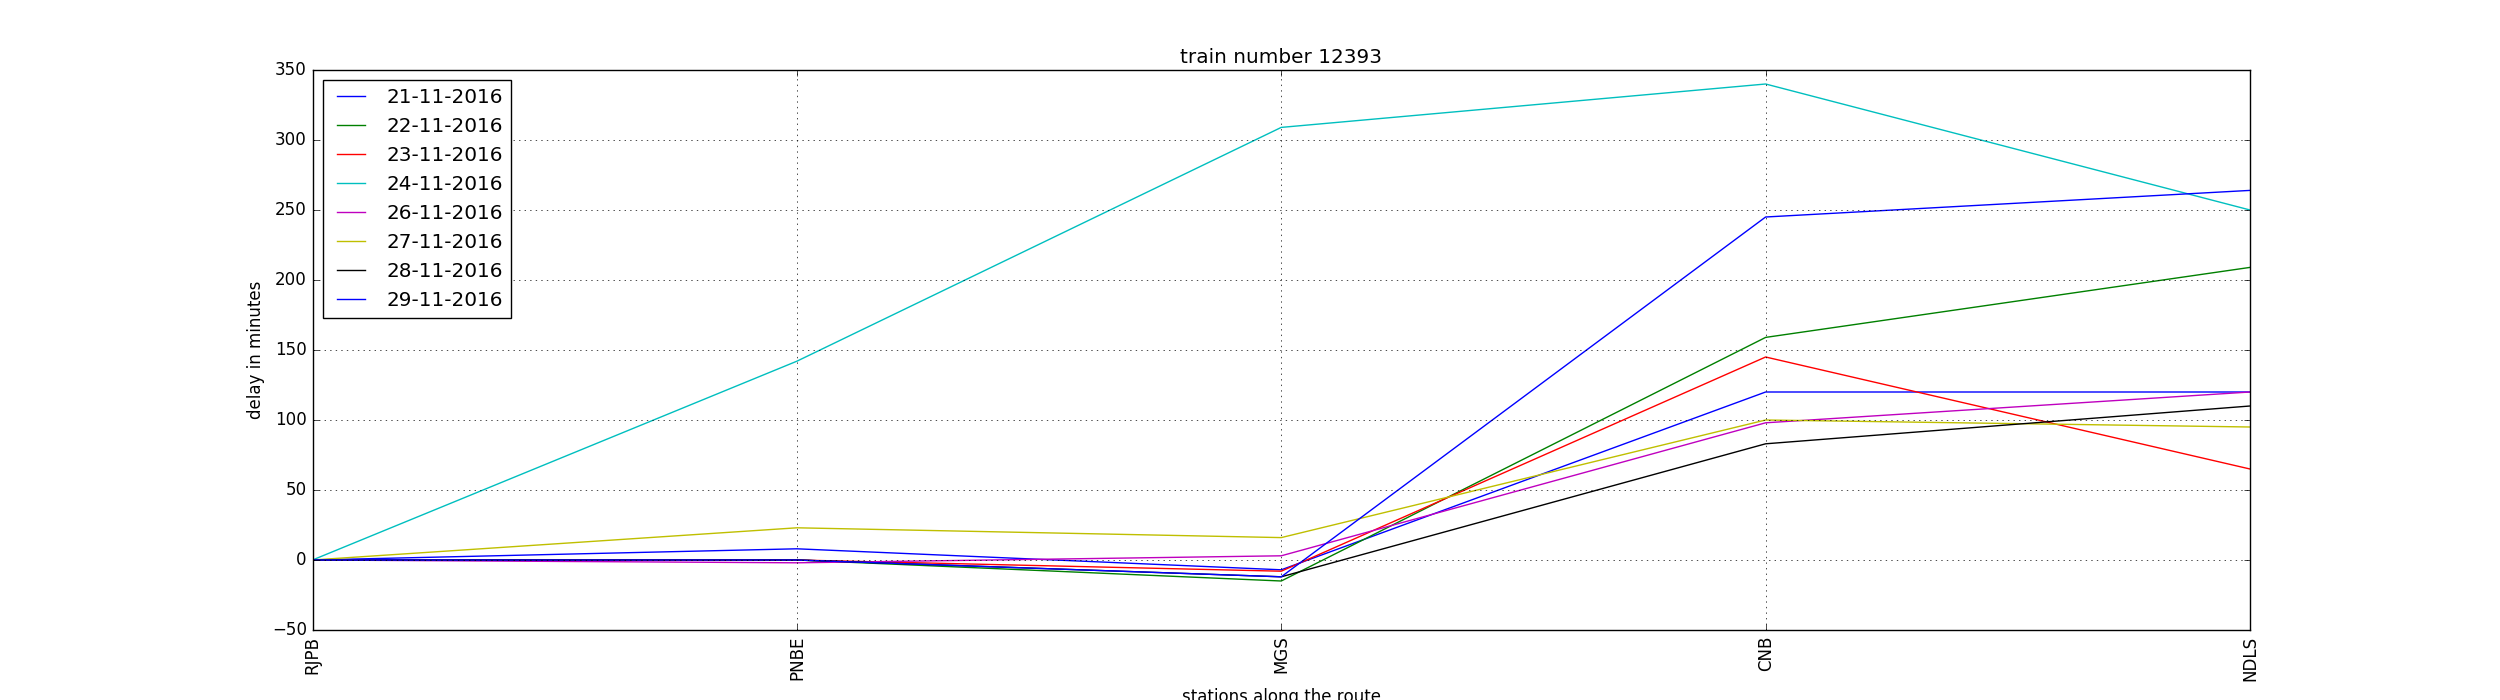 train number 12393
350
300
250
200
150
100
50
0
−50
delay in minutes
21-11-2016
22-11-2016
23-11-2016
24-11-2016
26-11-2016
27-11-2016
28-11-2016
29-11-2016
RJPB
PNBE
MGS
CNB
NDLS
stations along the route